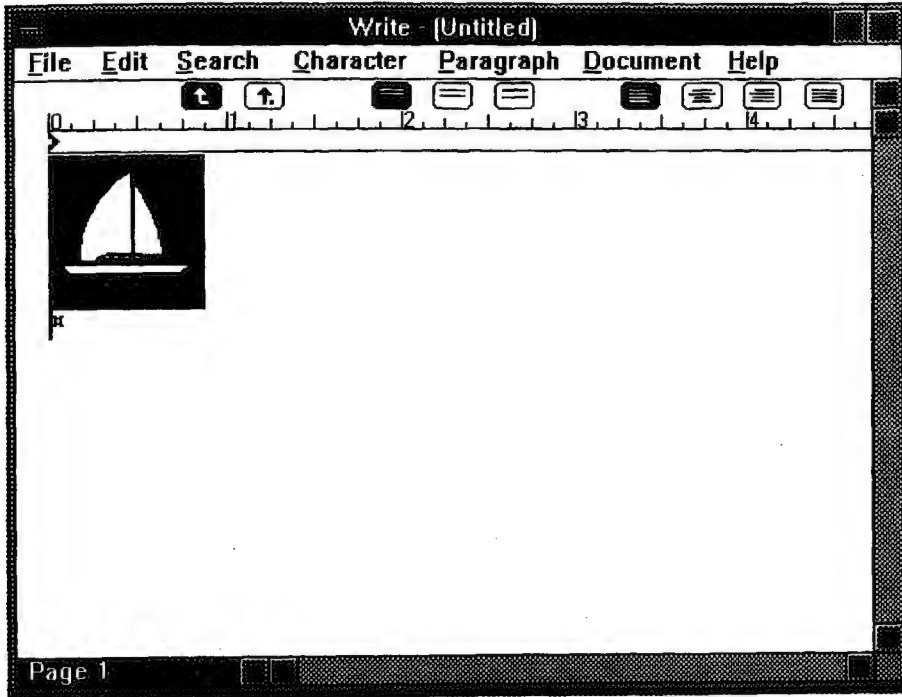 Write - (Untitled)
File Edit Search Character Paragraph Document Help
0 1 2 3 4
¤
Page 1